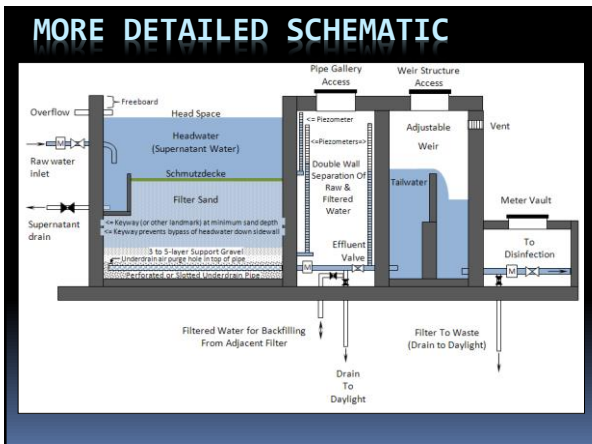 MORE DETAILED SCHEMATIC
Pipe Gallery
Access
Weir Structure
Access
Freeboard
Overflow
Head Space
Headwater
(Supernatant Water)
<= Piezometer
<=Piezometers=>
Adjustable
Weir
Vent
M
Raw water
inlet
Schmutzdecke
Double Wall
Separation Of
Raw &
Filtered
Water
Tailwater
Filter Sand
Meter Vault
Supernatant
drain
<= Keyway (or other landmark) at minimum sand depth
<= Keyway prevents bypass of headwater down sidewall
3 to 5-layer Support Gravel
Underdrain air purge hole in top of pipe
Perforated or Slotted Underdrain Pipe
Effluent
Valve
M
To
Disinfection
M
Filtered Water for Backfilling
From Adjacent Filter
Filter To Waste
(Drain to Daylight)
Drain
To
Daylight